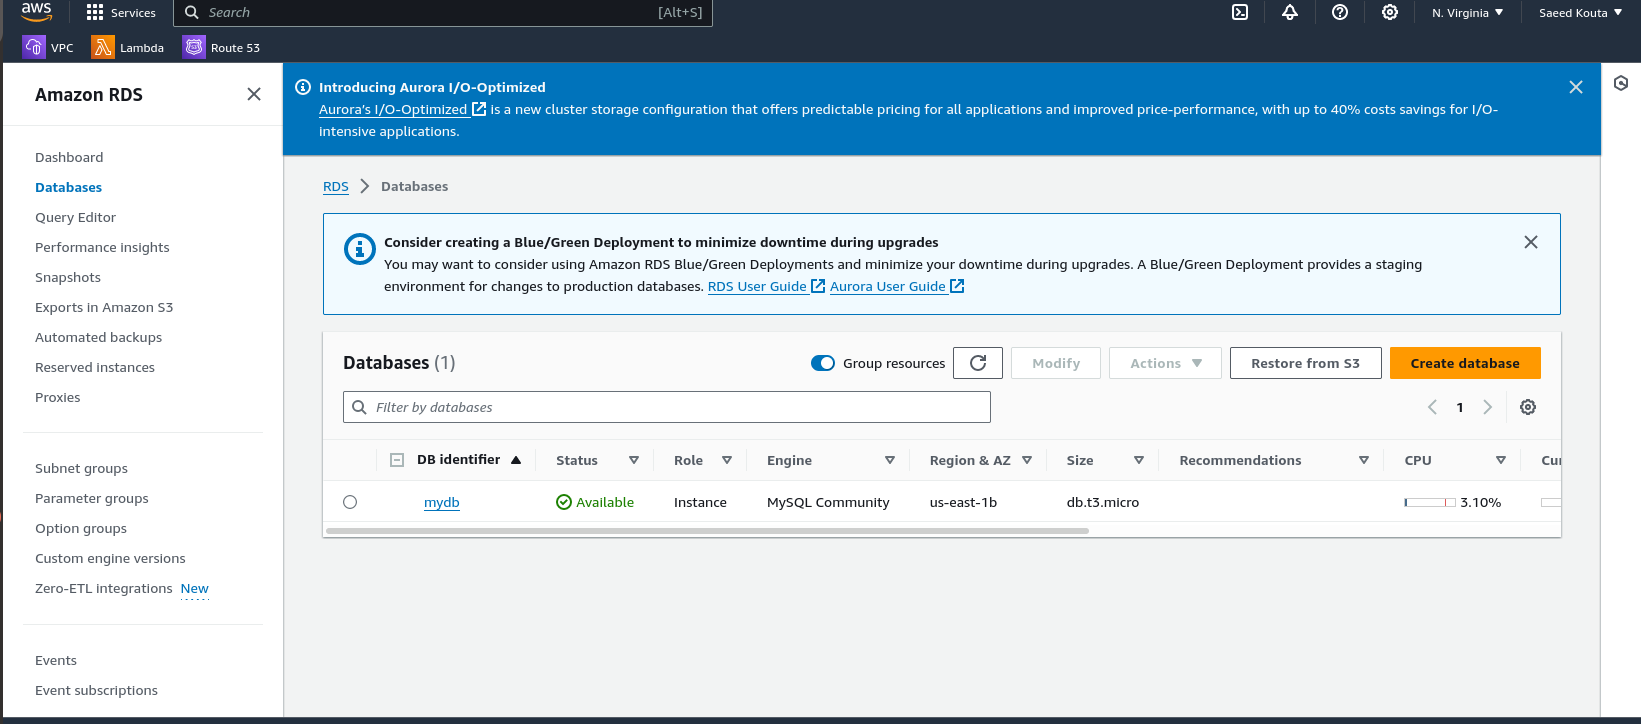 aws
Services
Search
[Alt+S]
N. Virginia
Saeed Kouta
VPC
Lambda
Route 53
Amazon RDS
Dashboard
Databases
Query Editor
Performance insights
Snapshots
Exports in Amazon S3
Automated backups
Reserved instances
Proxies
Subnet groups
Parameter groups
Option groups
Custom engine versions
Zero-ETL integrations New
Events
Event subscriptions
Introducing Aurora I/O-Optimized
Aurora's I/O-Optimized is a new cluster storage configuration that offers predictable pricing for all applications and improved price-performance, with up to 40% costs savings for I/O-
intensive applications.
RDS
Databases
Consider creating a Blue/Green Deployment to minimize downtime during upgrades
You may want to consider using Amazon RDS Blue/Green Deployments and minimize your downtime during upgrades. A Blue/Green Deployment provides a staging
environment for changes to production databases. RDS User Guide Aurora User Guide
Databases (1)
Group resources
Modify
Actions
Restore from S3
Create database
Filter by databases
1
DB identifier Status Role Engine Region & AZ Size Recommendations CPU
mydb Available Instance MySQL Community us-east-1b db.t3.micro 3.10%